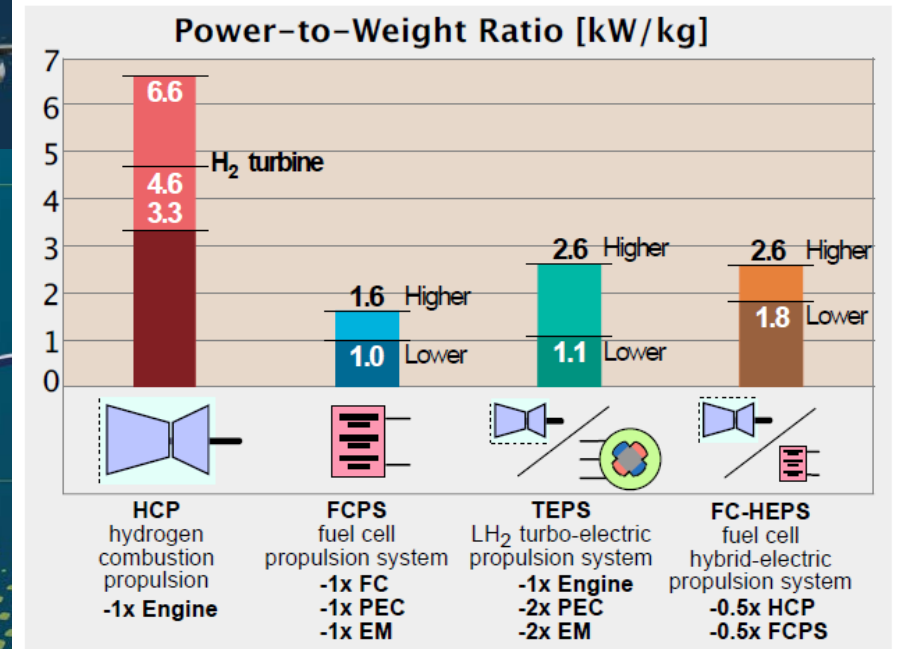 Power-to-Weight Ratio [kW/kg]
7
6
5
4
3
2
1
0
6.6
H2 turbine
4.6
3.3
1.6 Higher
1.0 Lower
2.6 Higher
1.1 Lower
2.6 Higher
1.8 Lower
HCP
hydrogen
combustion
propulsion
-1x Engine
FCPS
fuel cell
propulsion system
-1x FC
-1x PEC
-1x EM
TEPS
LH2 turbo-electric
propulsion system
-1x Engine
-2x PEC
-2x EM
FC-HEPS
fuel cell
hybrid-electric
propulsion system
-0.5x HCP
-0.5x FCPS